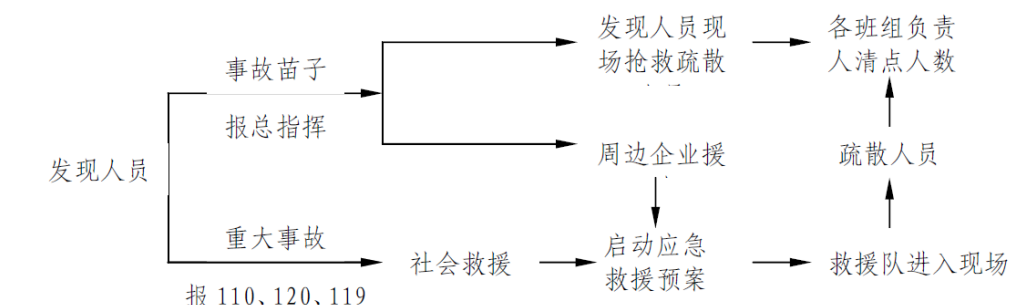 发现人员
事故苗子
报总指挥
重大事故
报 110、120、119
发现人员现
场抢救疏散
各班组负责
人清点人数
周边企业援
疏散人员
社会救援
启动应急
救援预案
救援队进入现场